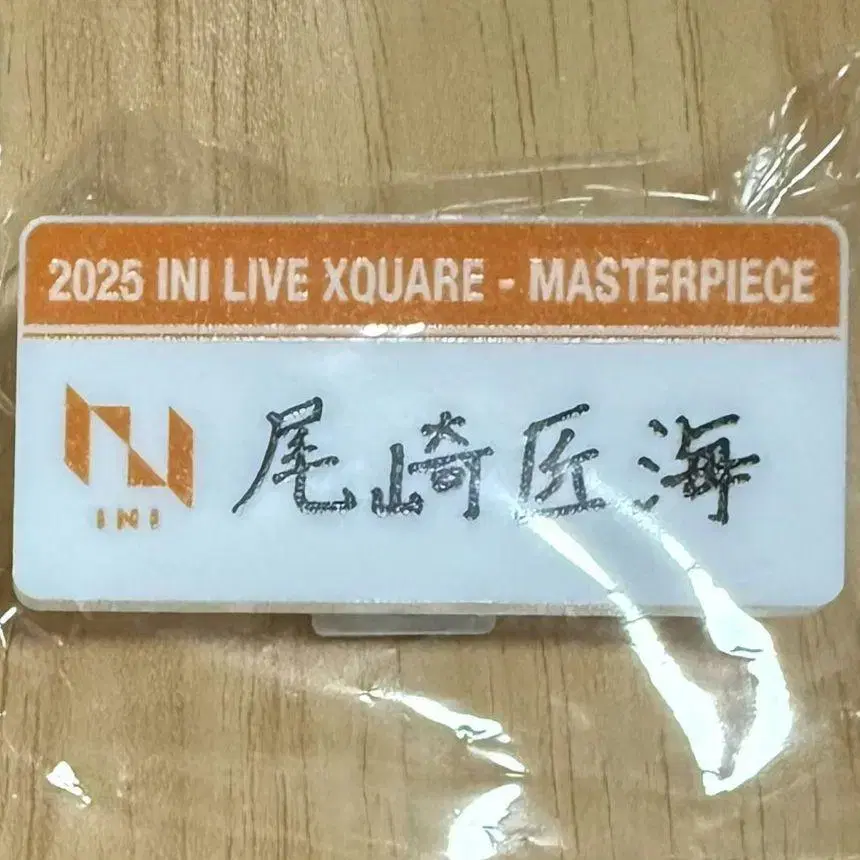 2025 INI LIVE XQUARE - MASTERPIECE
尾崎匠海
INI